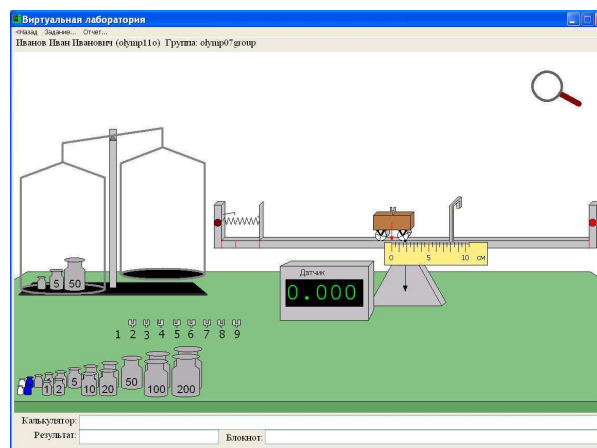 Виртуальная лаборатория
<Назад Задание... Отчет...
Иванов Иван Иванович (olymp11o) Группа: olymp07group
5 50
0 5 10 см
Датчик
0.000
1 2 3 4 5 6 7 8 9
1 2 5 10 20 50 100 200
Калькулятор:
Результат: Блокнот: